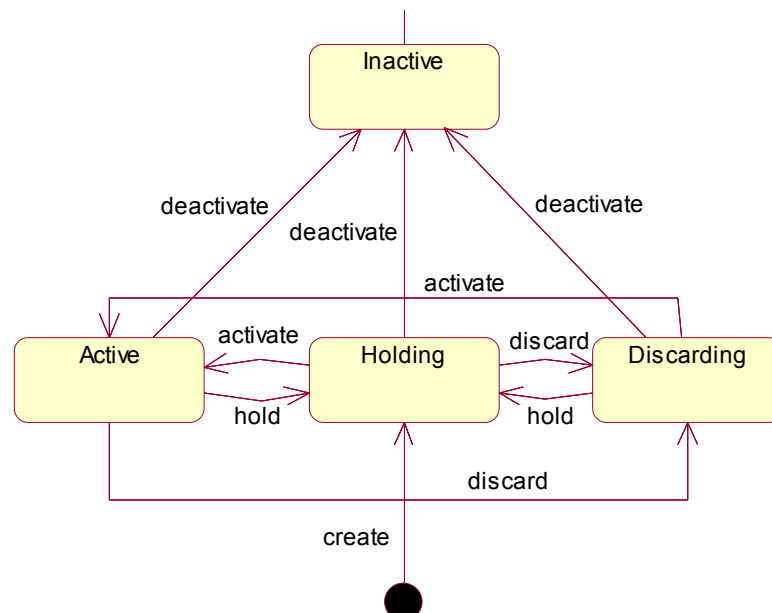 Inactive
deactivate
deactivate
deactivate
activate
Active
activate
Holding
discard
Discarding
hold
hold
discard
create